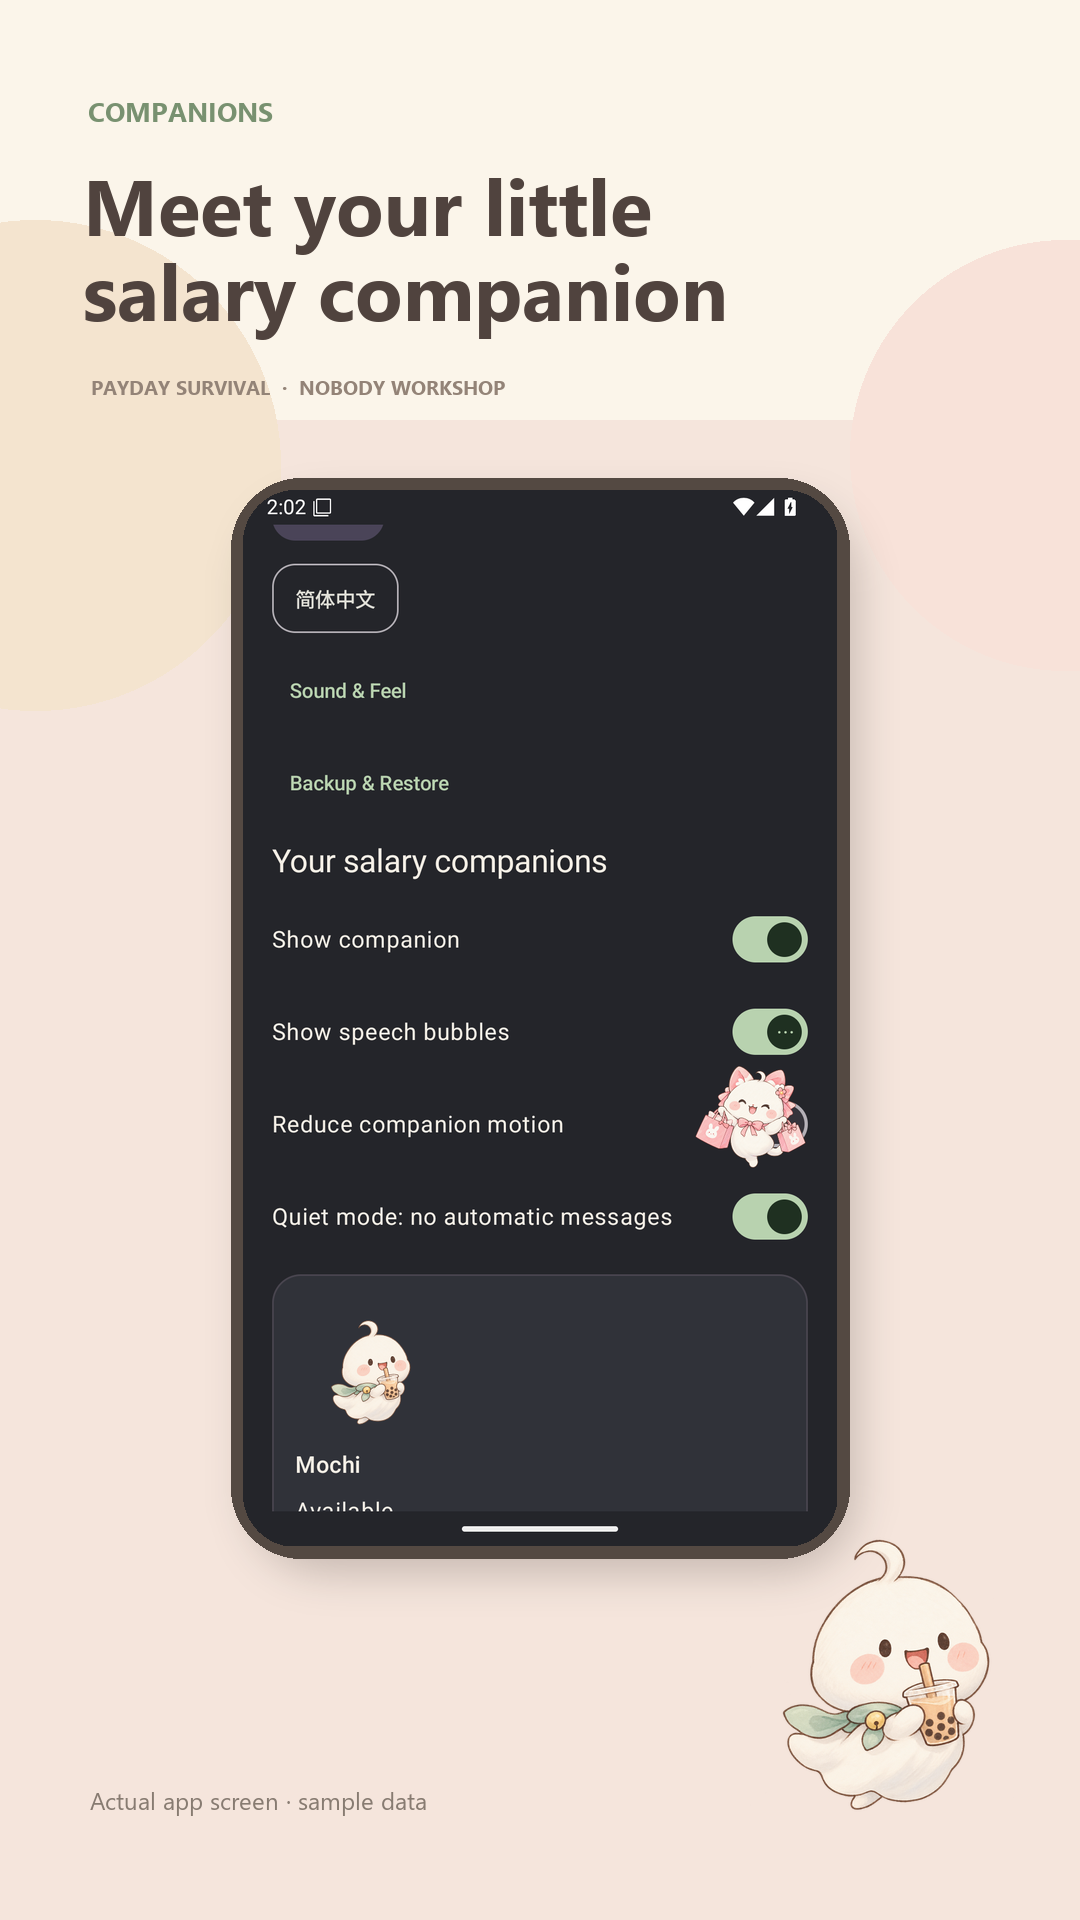 COMPANIONS
Meet your little
salary companion
PAYDAY SURVIVAL · NOBODY WORKSHOP
2:02
简体中文
Sound & Feel
Backup & Restore
Your salary companions
Show companion
Show speech bubbles
...
Reduce companion motion
Quiet mode: no automatic messages
Mochi
Available
Actual app screen · sample data